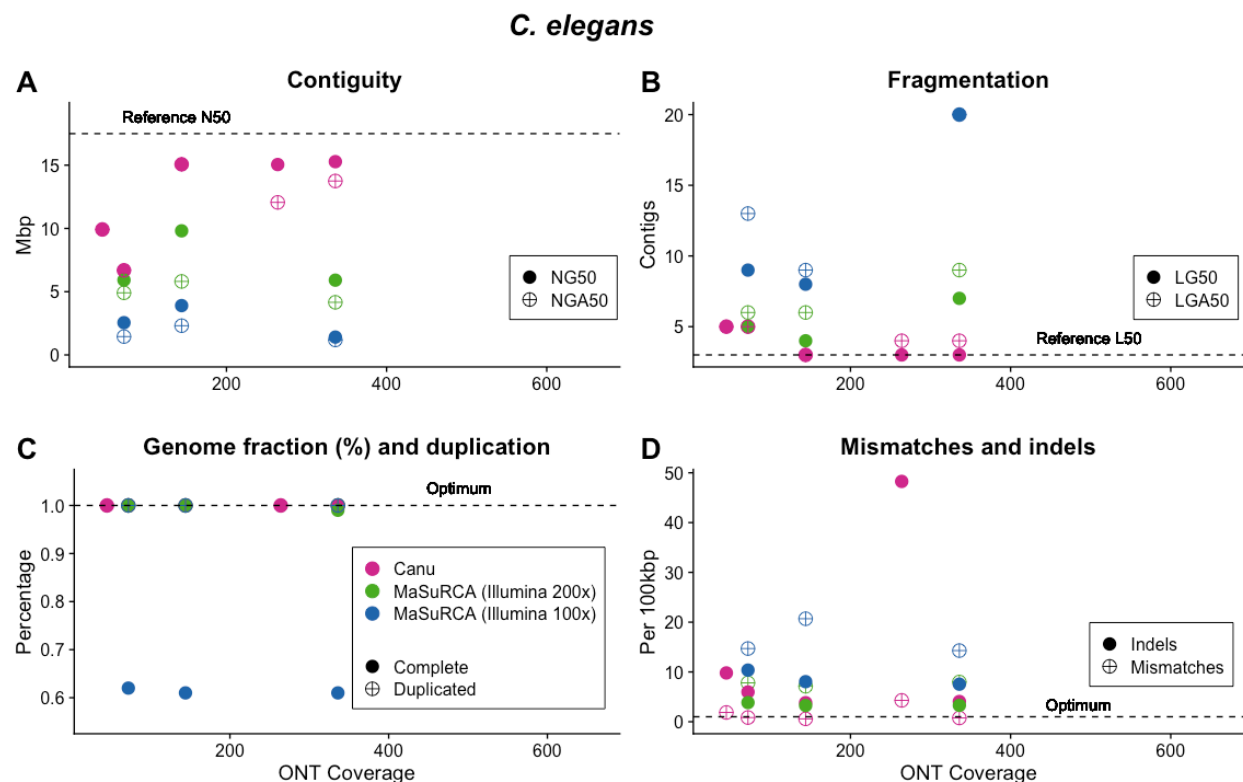 C. elegans
A
Contiguity
Reference N50
15
10
5
0
Mbp
NG50
NGA50
200
400
600
B
Fragmentation
20
15
10
5
Contigs
LG50
LGA50
Reference L50
200
400
600
C
Genome fraction (%) and duplication
Optimum
1.0
0.9
0.8
0.7
0.6
Percentage
Canu
MaSuRCA (Illumina 200x)
MaSuRCA (Illumina 100x)
Complete
Duplicated
200
400
600
ONT Coverage
D
Mismatches and indels
50
40
30
20
10
0
Per 100kbp
Indels
Mismatches
Optimum
200
400
600
ONT Coverage